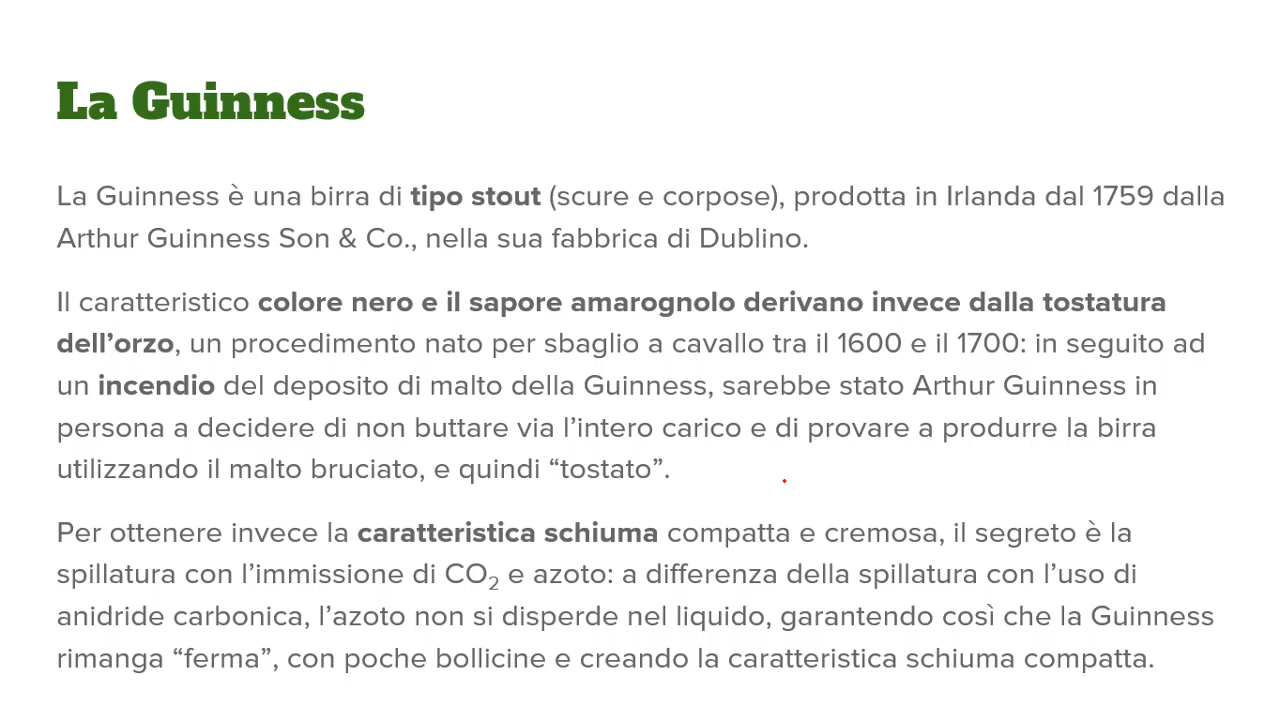 La Guinness
La Guinness è una birra di tipo stout (scure e corpose), prodotta in Irlanda dal 1759 dalla
Arthur Guinness Son & Co., nella sua fabbrica di Dublino.
Il caratteristico colore nero e il sapore amarognolo derivano invece dalla tostatura
dell’orzo, un procedimento nato per sbaglio a cavallo tra il 1600 e il 1700: in seguito ad
un incendio del deposito di malto della Guinness, sarebbe stato Arthur Guinness in
persona a decidere di non buttare via l’intero carico e di provare a produrre la birra
utilizzando il malto bruciato, e quindi “tostato”.
Per ottenere invece la caratteristica schiuma compatta e cremosa, il segreto è la
spillatura con l’immissione di CO₂ e azoto: a differenza della spillatura con l’uso di
anidride carbonica, l’azoto non si disperde nel liquido, garantendo così che la Guinness
rimanga “ferma”, con poche bollicine e creando la caratteristica schiuma compatta.